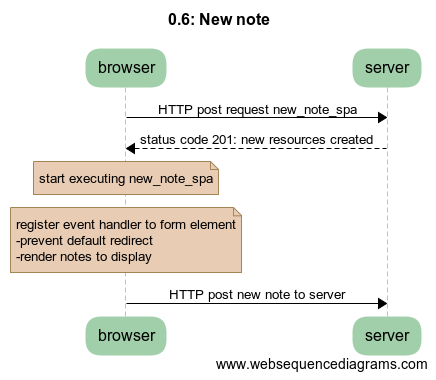 0.6: New note
browser
server
HTTP post request new_note_spa
status code 201: new resources created
start executing new_note_spa
register event handler to form element
-prevent default redirect
-render notes to display
HTTP post new note to server
browser
server
www.websequencediagrams.com